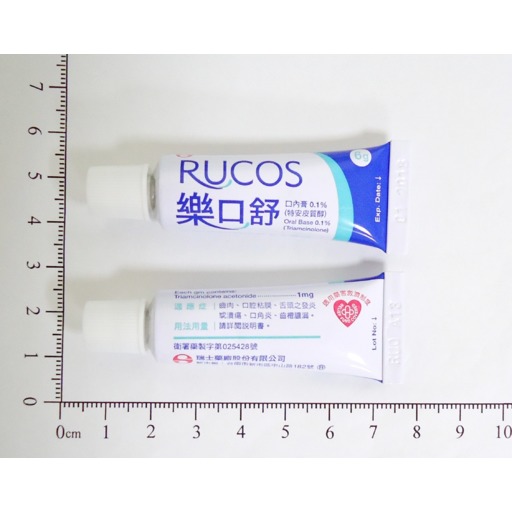 RUCOS
樂口舒
6g
口內膏 0.1%
(特安皮質醇)
Oral Base 0.1%
(Triamcinolone)
Exp. Date:↓
Each gm contains:
Triamcinolone acetonide 1mg
適應症 齒肉、口腔粘膜、舌頭之發炎
潰瘍、口角炎、齒槽膿漏。
用法用量 請詳閱說明書。
衛署藥製字第025428號
瑞士藥廠股份有限公司
Lot No:↓
7
6
5
4
3
2
1
0
0cm 1 2 3 4 5 6 7 8 9 10